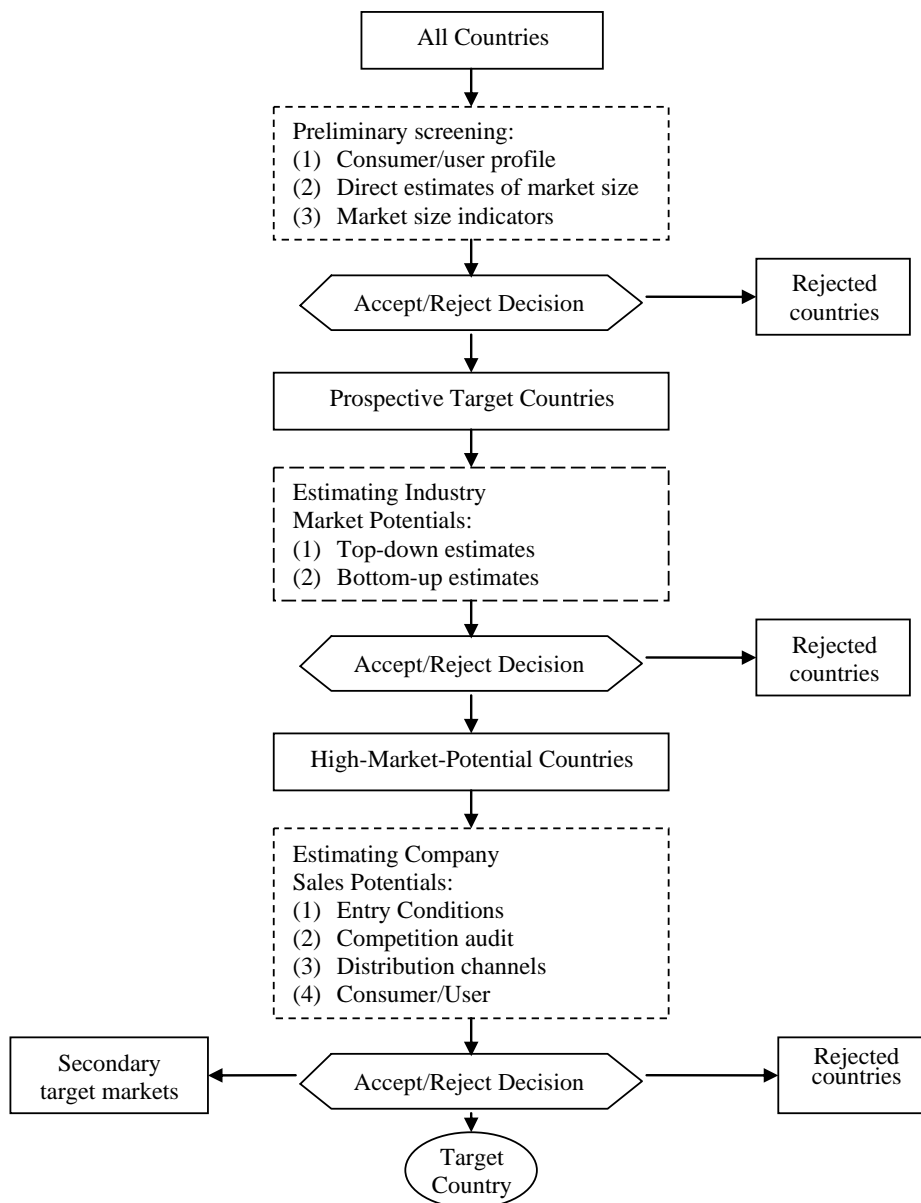 All Countries
Preliminary screening:
(1) Consumer/user profile
(2) Direct estimates of market size
(3) Market size indicators
Accept/Reject Decision
Rejected
countries
Prospective Target Countries
Estimating Industry
Market Potentials:
(1) Top-down estimates
(2) Bottom-up estimates
Accept/Reject Decision
Rejected
countries
High-Market-Potential Countries
Estimating Company
Sales Potentials:
(1) Entry Conditions
(2) Competition audit
(3) Distribution channels
(4) Consumer/User
Secondary
target markets
Accept/Reject Decision
Rejected
countries
Target
Country